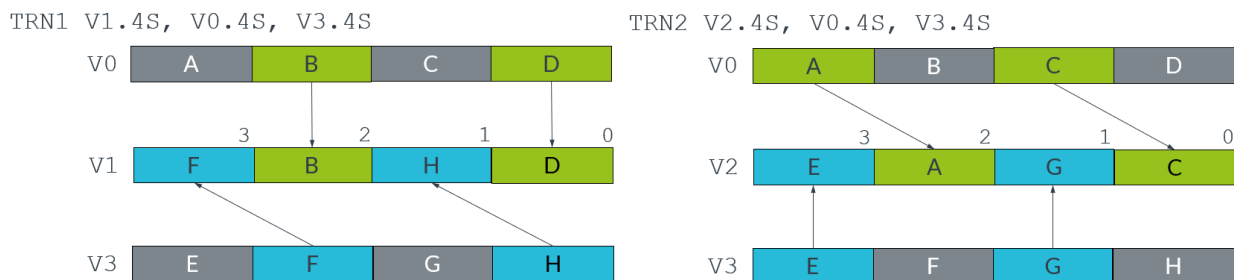 TRN1 V1.4S, V0.4S, V3.4S
V0 A B C D
3 2 1 0
V1 F B H D
V3 E F G H
TRN2 V2.4S, V0.4S, V3.4S
V0 A B C D
3 2 1 0
V2 E A G C
V3 E F G H